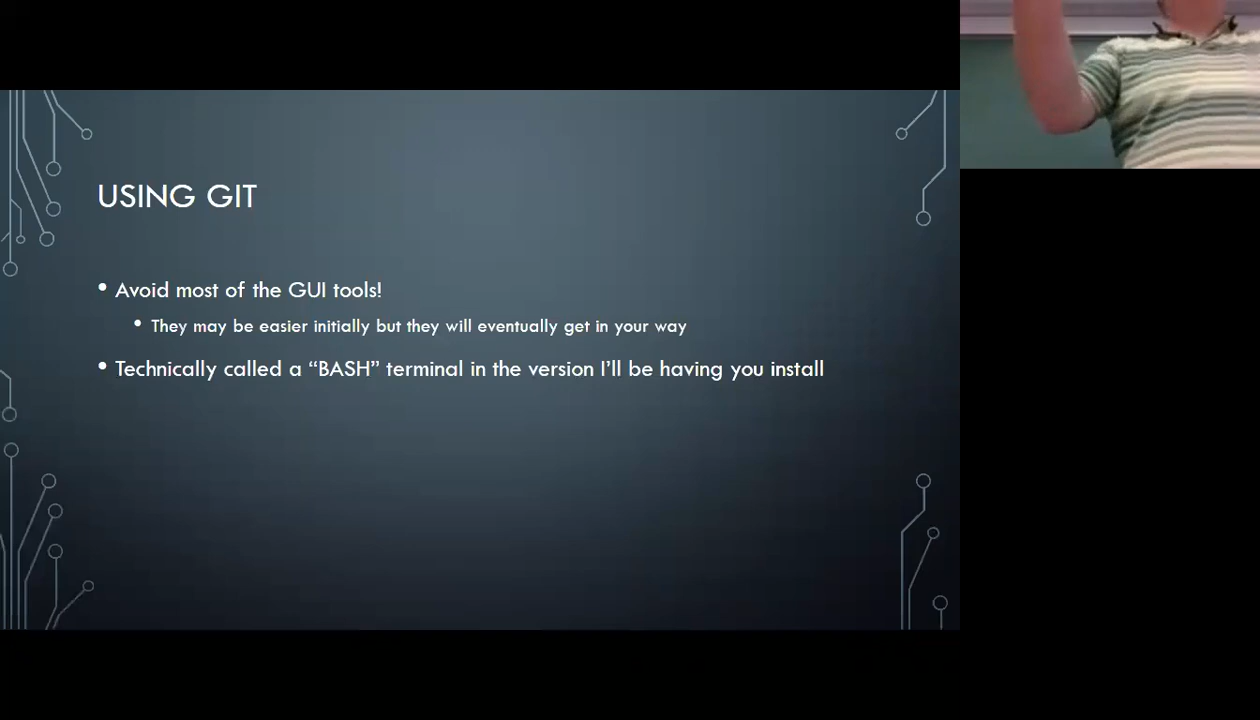 USING GIT
• Avoid most of the GUI tools!
• They may be easier initially but they will eventually get in your way
• Technically called a “BASH” terminal in the version I’ll be having you install